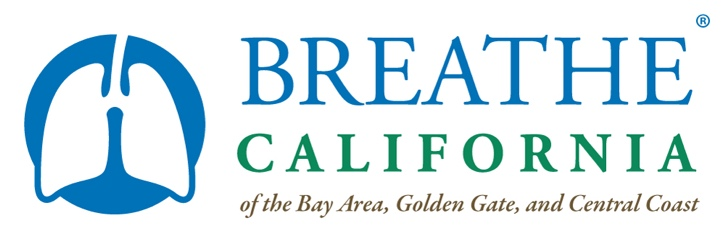 BREATHE®
CALIFORNIA
of the Bay Area, Golden Gate, and Central Coast